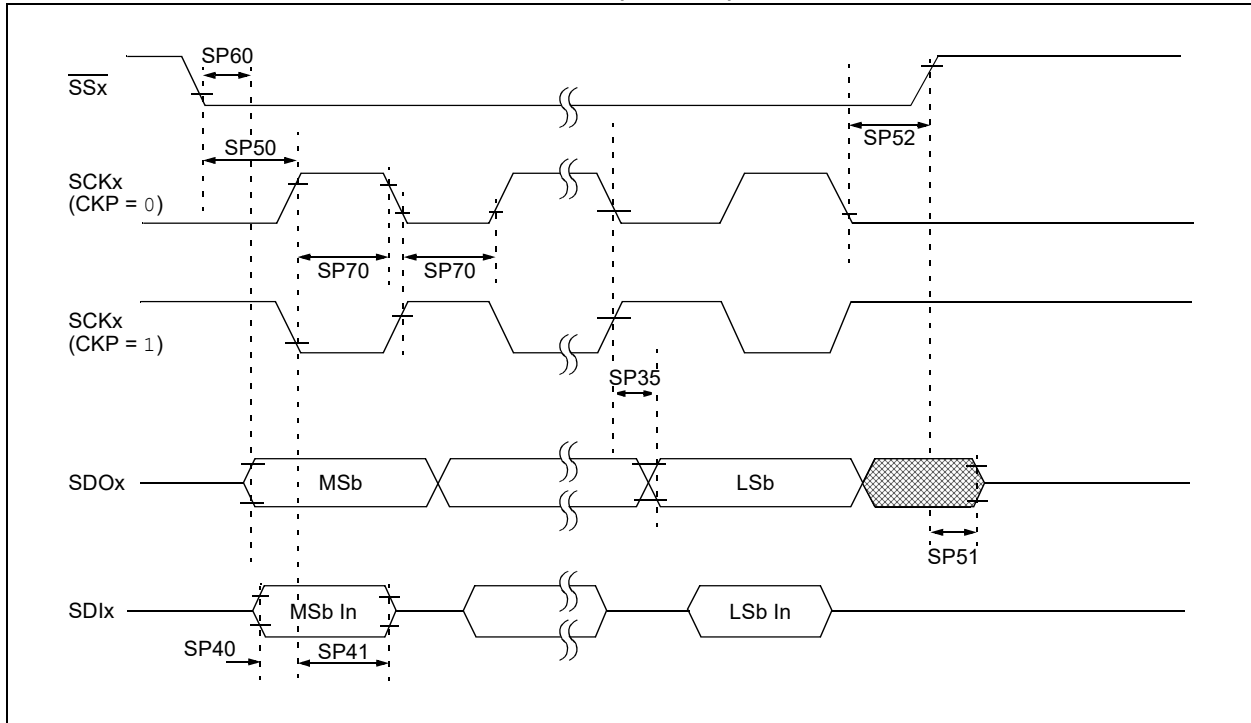 SP60
SSx
SP52
SP50
SCKx
(CKP = 0)
SP70
SP70
SCKx
(CKP = 1)
SP35
SDOx
MSb
LSb
SP51
SDIx
MSb In
LSb In
SP40
SP41